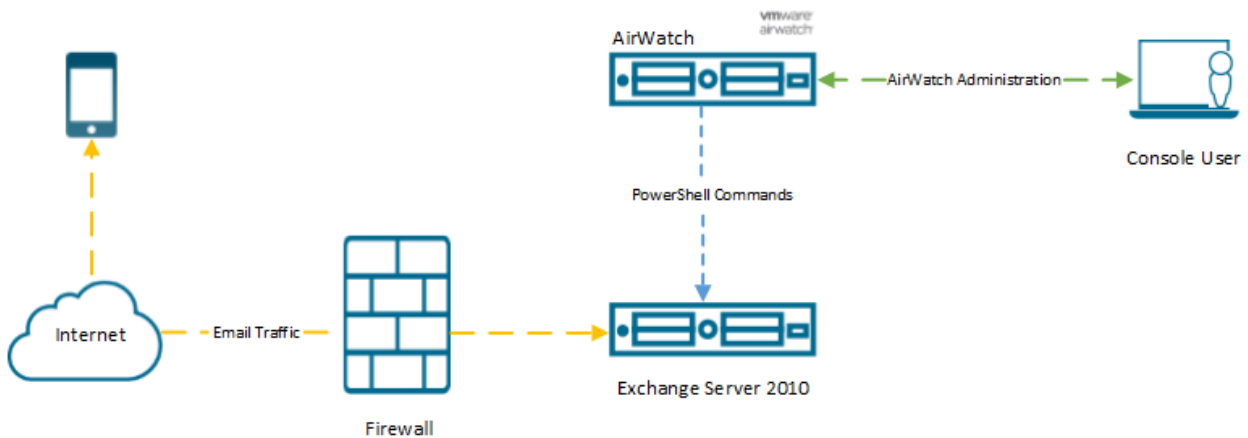 vmware
airwatch
AirWatch
AirWatch Administration
Console User
PowerShell Commands
Internet
Email Traffic
Exchange Server 2010
Firewall